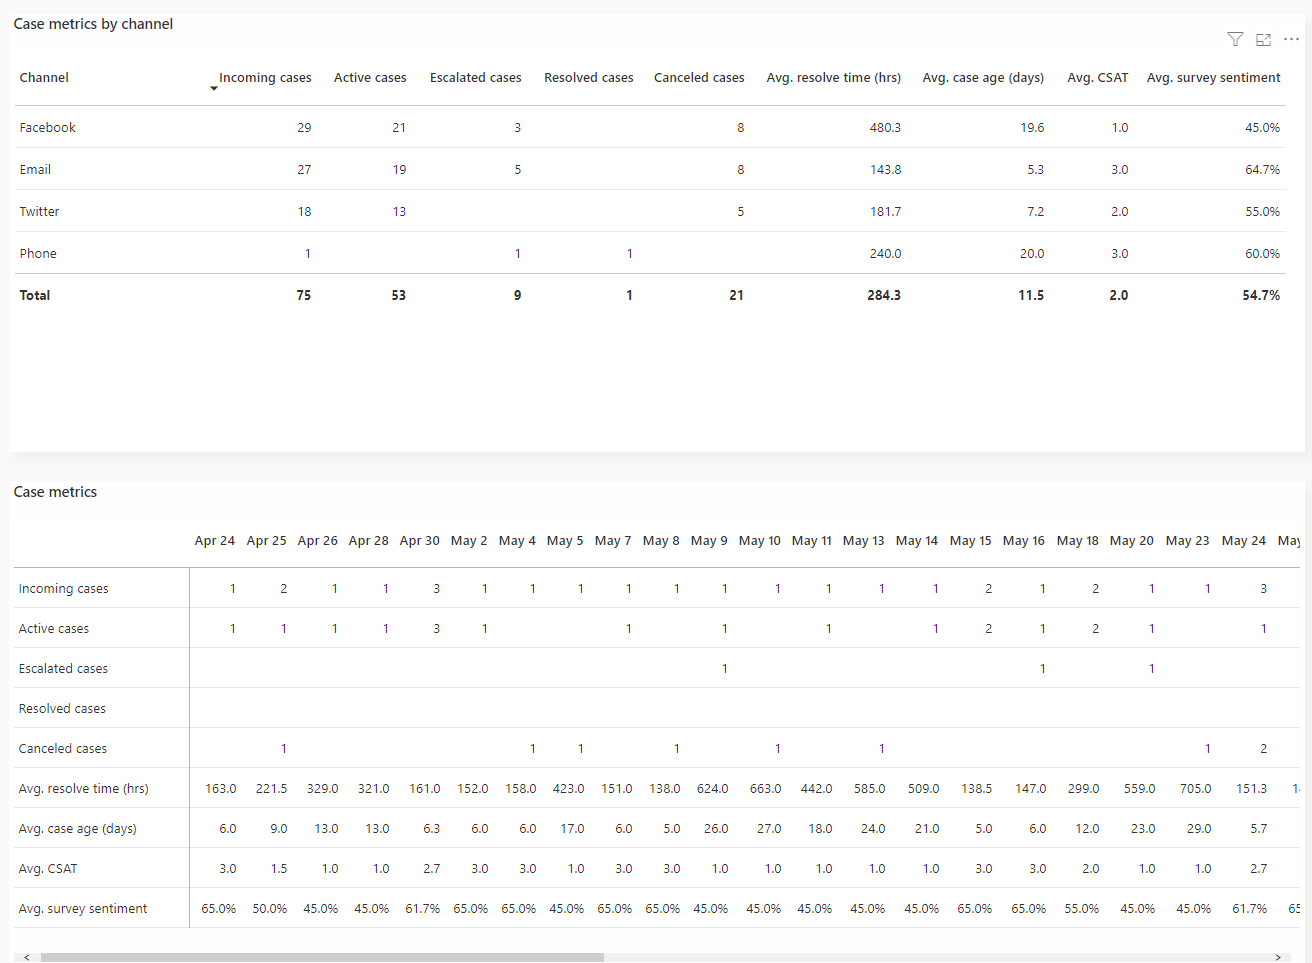 Case metrics by channel
Channel Incoming cases Active cases Escalated cases Resolved cases Canceled cases Avg. resolve time (hrs) Avg. case age (days) Avg. CSAT Avg. survey sentiment
Facebook 29 21 3 8 480.3 19.6 1.0 45.0%
Email 27 19 5 8 143.8 5.3 3.0 64.7%
Twitter 18 13 5 181.7 7.2 2.0 55.0%
Phone 1 1 1 240.0 20.0 3.0 60.0%
Total 75 53 9 1 21 284.3 11.5 2.0 54.7%
Case metrics
Apr 24 Apr 25 Apr 26 Apr 28 Apr 30 May 2 May 4 May 5 May 7 May 8 May 9 May 10 May 11 May 13 May 14 May 15 May 16 May 18 May 20 May 23 May 24 May
Incoming cases 1 2 1 1 3 1 1 1 1 1 1 1 1 1 1 2 1 2 1 1 3
Active cases 1 1 1 1 3 1 1 1 1 1 2 1 2 1 1
Escalated cases 1 1 1
Resolved cases
Canceled cases 1 1 1 1 1 1 1 2
Avg. resolve time (hrs) 163.0 221.5 329.0 321.0 161.0 152.0 158.0 423.0 151.0 138.0 624.0 663.0 442.0 585.0 509.0 138.5 147.0 299.0 559.0 705.0 151.3
Avg. case age (days) 6.0 9.0 13.0 13.0 6.3 6.0 6.0 17.0 6.0 5.0 26.0 27.0 18.0 24.0 21.0 5.0 6.0 12.0 23.0 29.0 5.7
Avg. CSAT 3.0 1.5 1.0 1.0 2.7 3.0 3.0 1.0 3.0 3.0 1.0 1.0 1.0 1.0 1.0 3.0 3.0 2.0 1.0 1.0 2.7
Avg. survey sentiment 65.0% 50.0% 45.0% 45.0% 61.7% 65.0% 65.0% 45.0% 65.0% 65.0% 45.0% 45.0% 45.0% 45.0% 45.0% 65.0% 65.0% 55.0% 45.0% 45.0% 61.7% 65